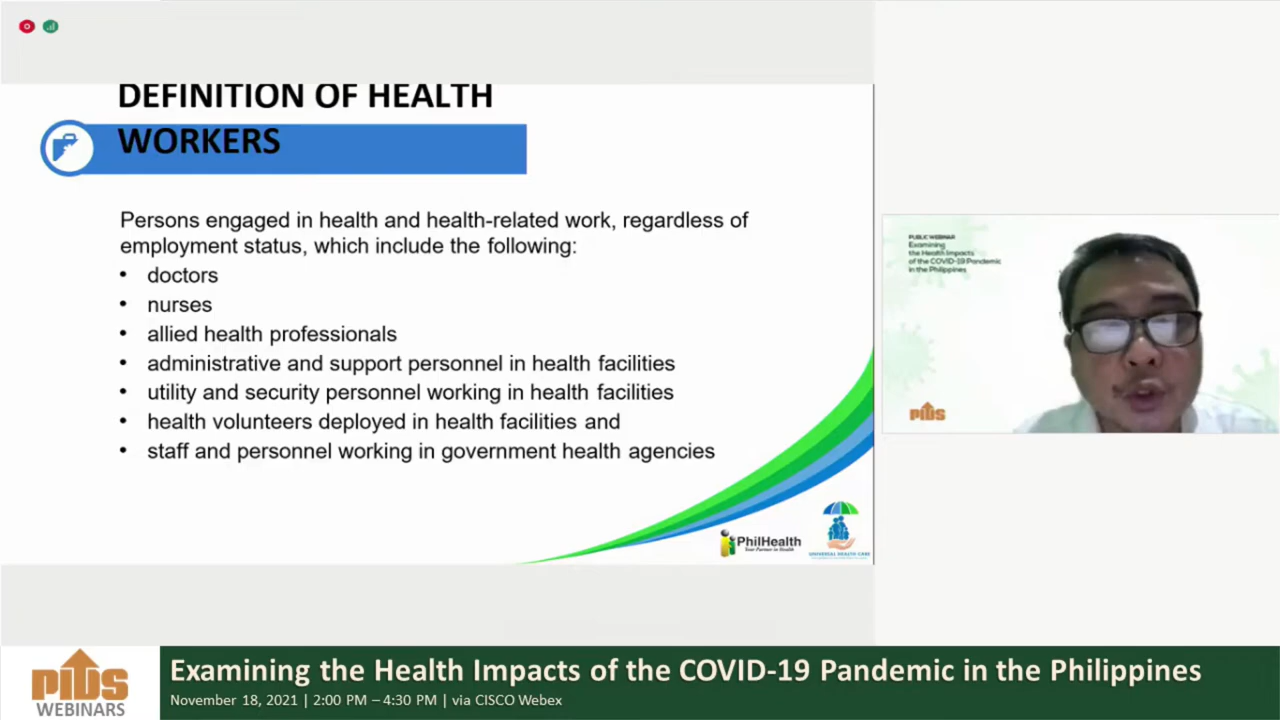 DEFINITION OF HEALTH
WORKERS
Persons engaged in health and health-related work, regardless of
employment status, which include the following:
• doctors
• nurses
• allied health professionals
• administrative and support personnel in health facilities
• utility and security personnel working in health facilities
• health volunteers deployed in health facilities and
• staff and personnel working in government health agencies
PhilHealth
Your Partner in Health
UNIVERSAL HEALTH CARE
PUBLIC WEBINAR
Examining
the Health Impacts
of the COVID-19 Pandemic
in the Philippines
PIDS
PIDS
WEBINARS
Examining the Health Impacts of the COVID-19 Pandemic in the Philippines
November 18, 2021 | 2:00 PM – 4:30 PM | via CISCO Webex